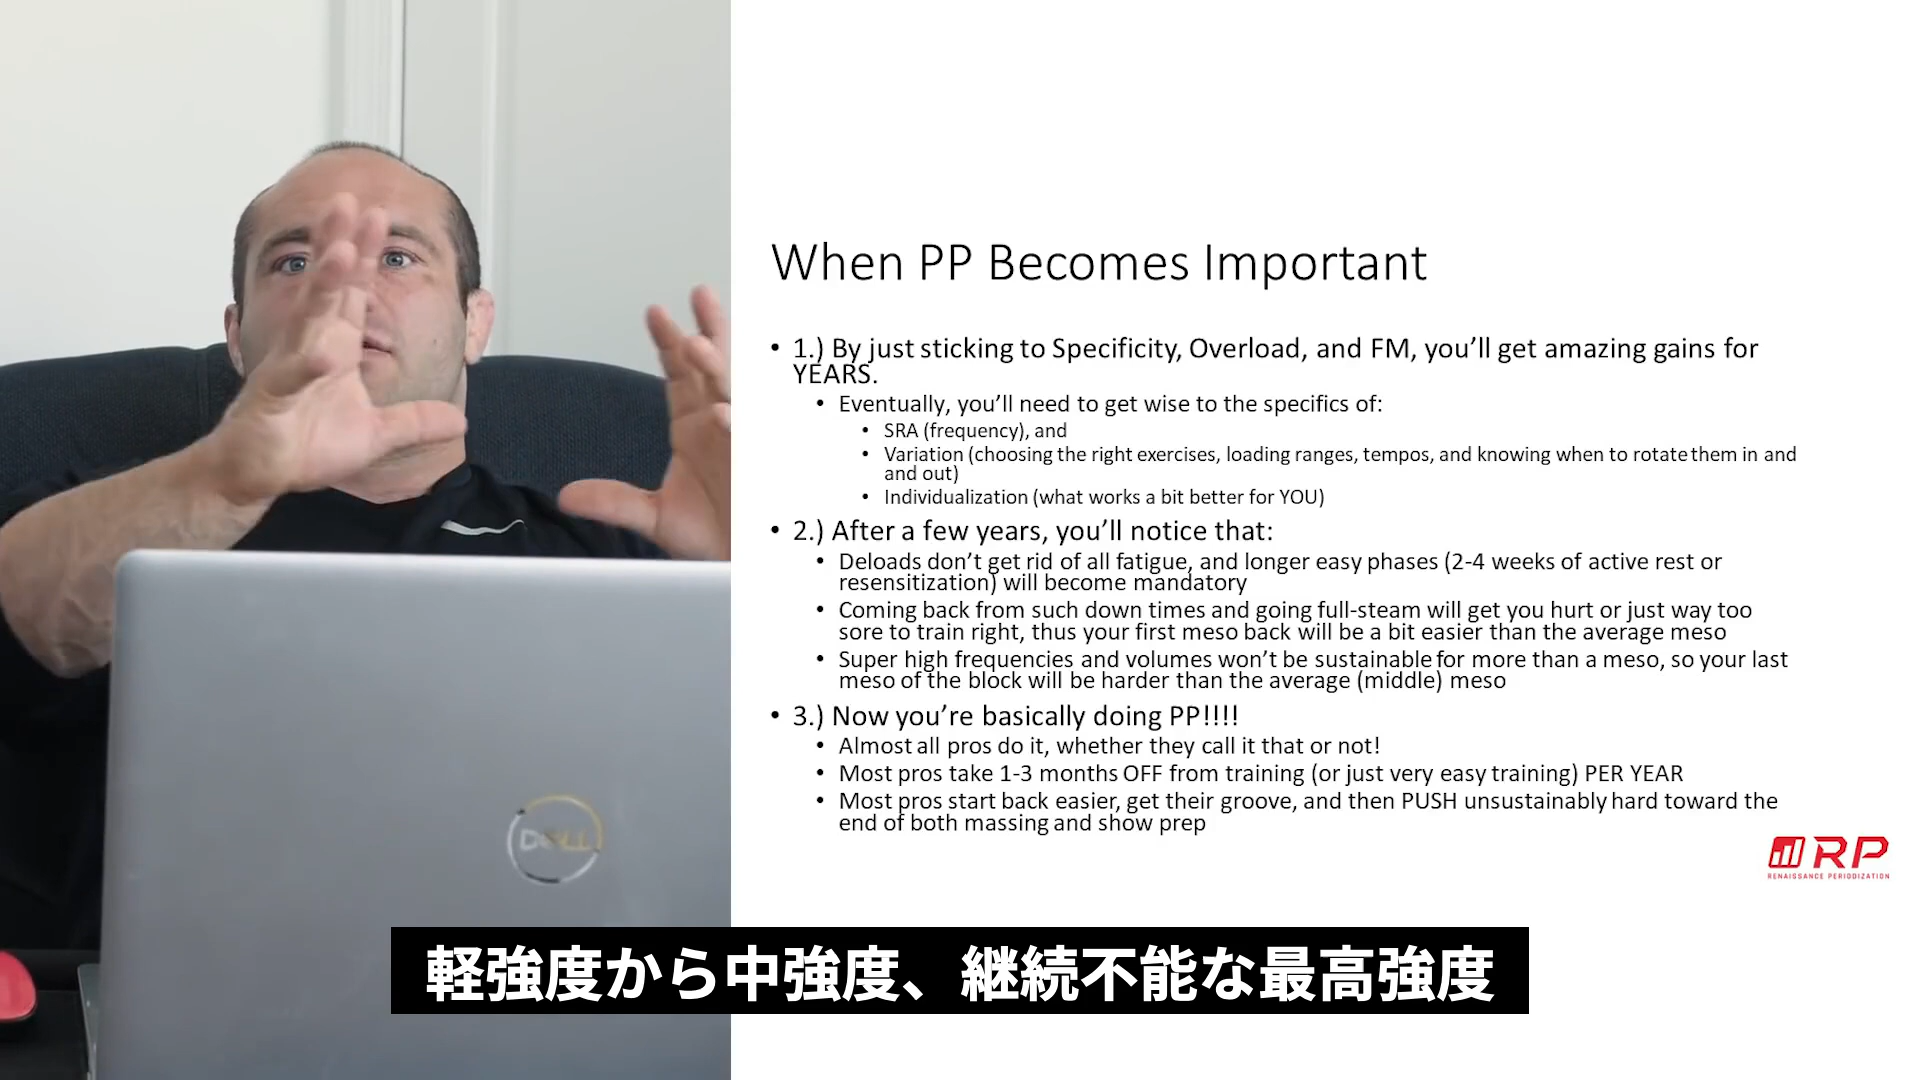 When PP Becomes Important
• 1.) By just sticking to Specificity, Overload, and FM, you'll get amazing gains for
YEARS.
• Eventually, you'll need to get wise to the specifics of:
• SRA (frequency), and
• Variation (choosing the right exercises, loading ranges, tempos, and knowing when to rotate them in and
and out)
• Individualization (what works a bit better for YOU)
• 2.) After a few years, you'll notice that:
• Deloads don't get rid of all fatigue, and longer easy phases (2-4 weeks of active rest or
resensitization) will become mandatory
• Coming back from such down times and going full-steam will get you hurt or just way too
sore to train right, thus your first meso back will be a bit easier than the average meso
• Super high frequencies and volumes won't be sustainable for more than a meso, so your last
meso of the block will be harder than the average (middle) meso
• 3.) Now you're basically doing PP!!!!
• Almost all pros do it, whether they call it that or not!
• Most pros take 1-3 months OFF from training (or just very easy training) PER YEAR
• Most pros start back easier, get their groove, and then PUSH unsustainably hard toward the
end of both massing and show prep
RP
RENAISSANCE PERIODIZATION
DELL
軽強度から中強度、継続不能な最高強度